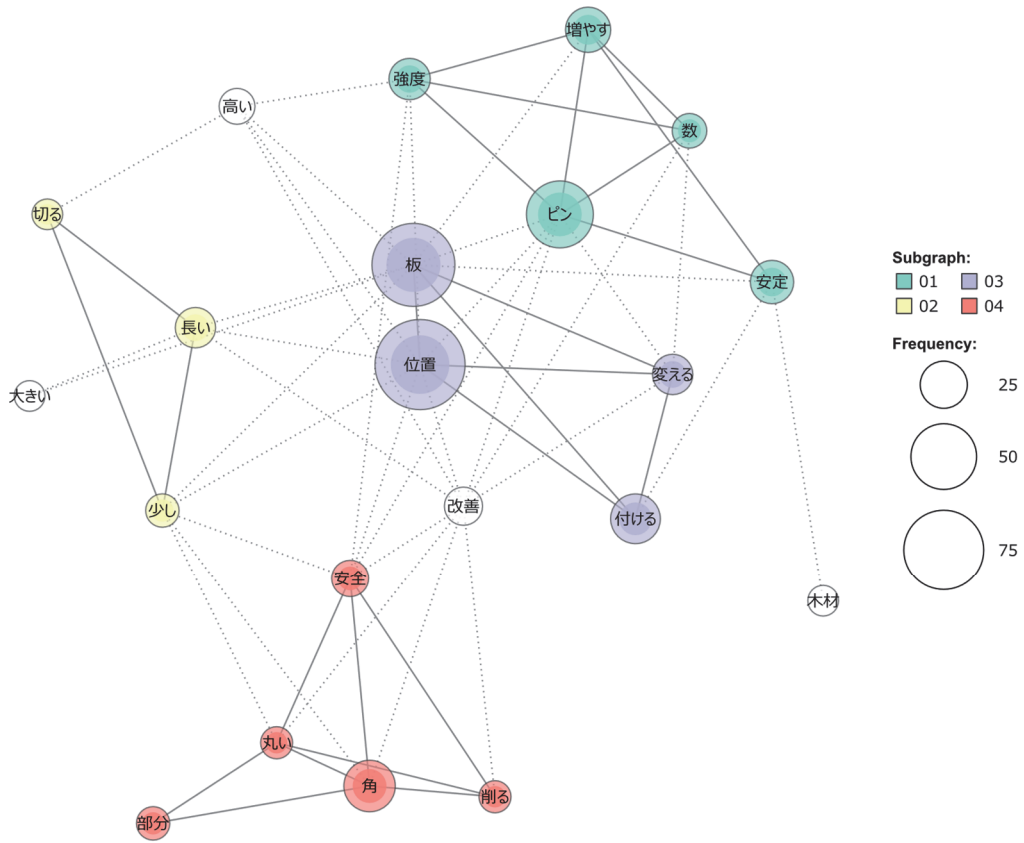 増やす
強度
高い
数
切る
ピン
板
安定
長い
位置
変える
大きい
少し
改善
付ける
安全
木材
丸い
角
削る
部分
Subgraph:
01 03
02 04
Frequency:
25
50
75